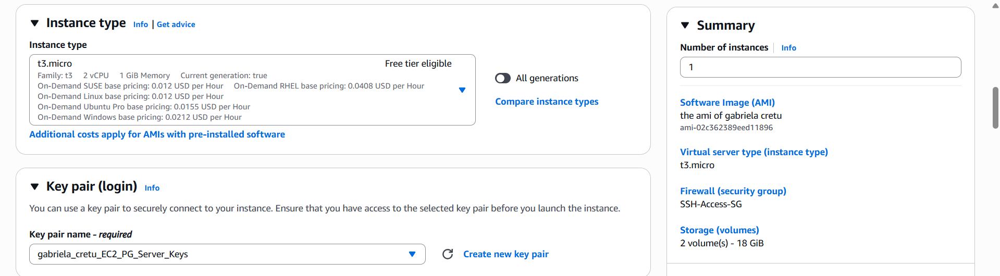 Instance type Info | Get advice
Instance type
t3.micro Free tier eligible
Family: t3 2 vCPU 1 GiB Memory Current generation: true
On-Demand SUSE base pricing: 0.012 USD per Hour On-Demand RHEL base pricing: 0.0408 USD per Hour
On-Demand Linux base pricing: 0.012 USD per Hour
On-Demand Ubuntu Pro base pricing: 0.0155 USD per Hour
On-Demand Windows base pricing: 0.0212 USD per Hour
All generations
Compare instance types
Additional costs apply for AMIs with pre-installed software
Key pair (login) Info
You can use a key pair to securely connect to your instance. Ensure that you have access to the selected key pair before you launch the instance.
Key pair name - required
gabriela_cretu_EC2_PG_Server_Keys
Create new key pair
Summary
Number of instances Info
1
Software Image (AMI)
the ami of gabriela cretu
ami-02c362389eed11896
Virtual server type (instance type)
t3.micro
Firewall (security group)
SSH-Access-SG
Storage (volumes)
2 volume(s) - 18 GiB